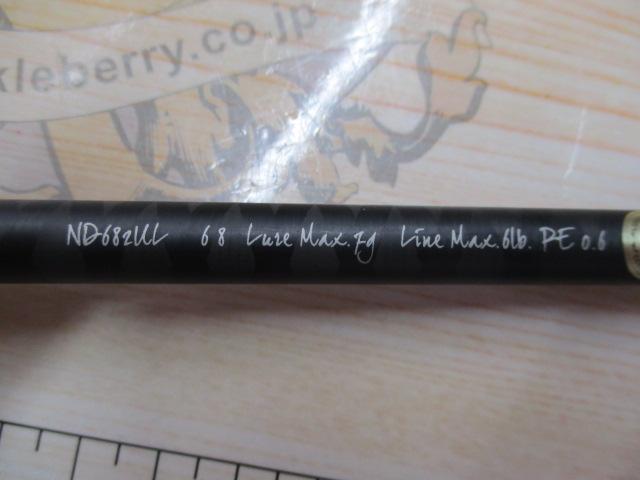 kleberry.co.jp
ND682UL 6 8 Lure Max.7g Line Max.6lb. PE 0.6